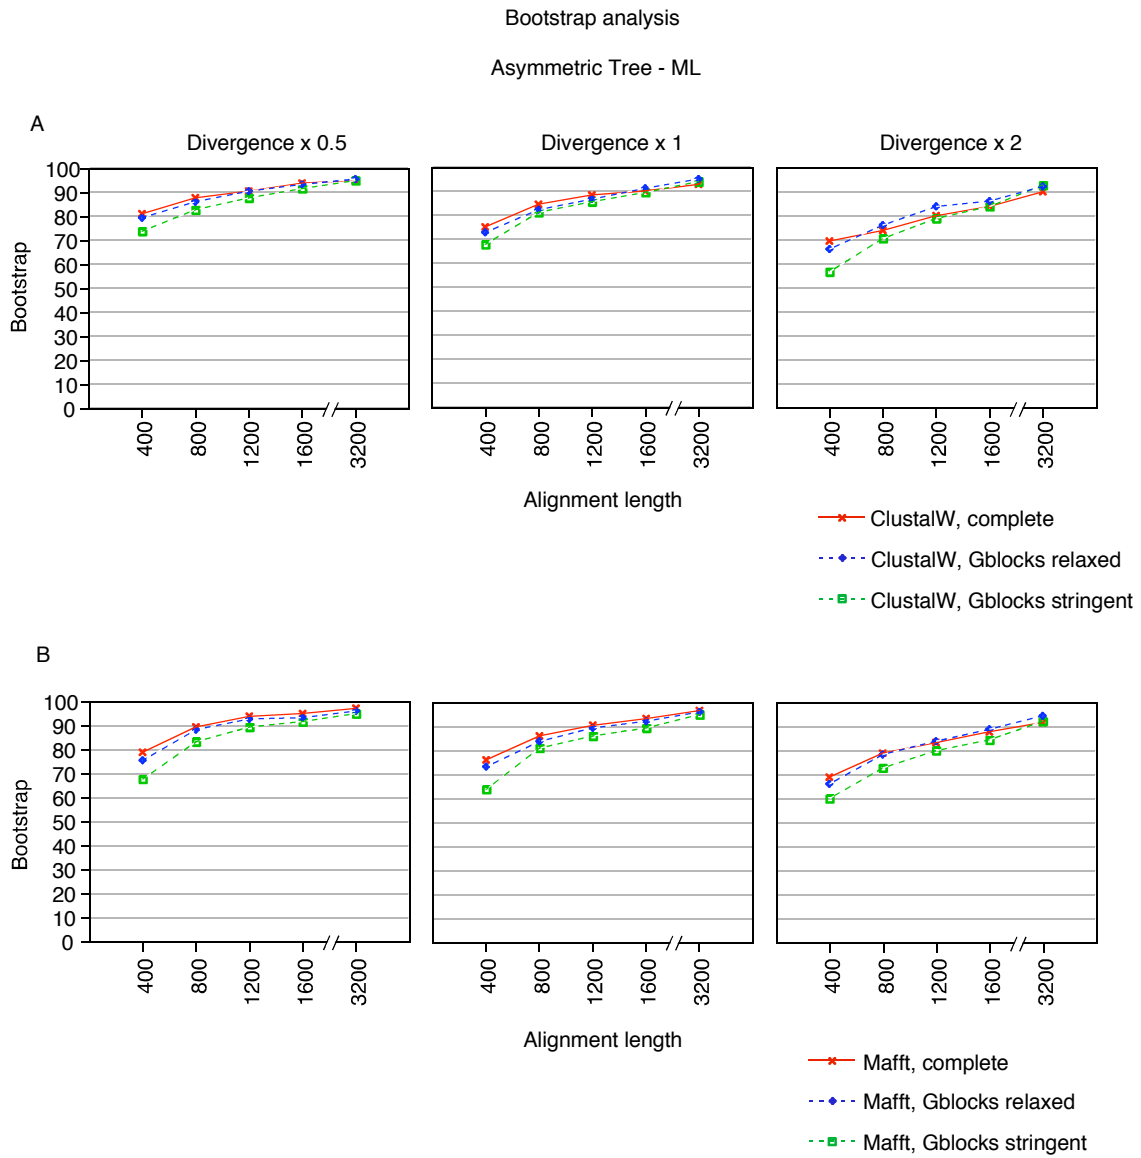 Bootstrap analysis
Asymmetric Tree - ML
A
Divergence x 0.5
Divergence x 1
Divergence x 2
100
90
80
70
60
50
40
30
20
10
0
Bootstrap
400 800 1200 1600 3200
400 800 1200 1600 3200
400 800 1200 1600 3200
Alignment length
ClustalW, complete
ClustalW, Gblocks relaxed
ClustalW, Gblocks stringent
B
100
90
80
70
60
50
40
30
20
10
0
Bootstrap
400 800 1200 1600 3200
400 800 1200 1600 3200
400 800 1200 1600 3200
Alignment length
Mafft, complete
Mafft, Gblocks relaxed
Mafft, Gblocks stringent